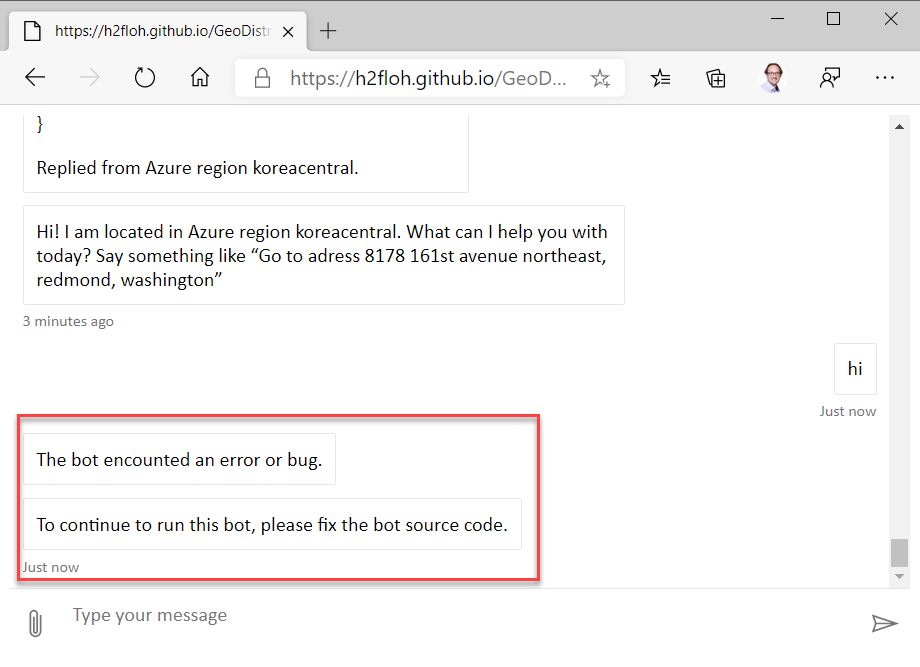 https://h2floh.github.io/GeoDistr
https://h2floh.github.io/GeoD...
}
Replied from Azure region koreacentral.
Hi! I am located in Azure region koreacentral. What can I help you with
today? Say something like “Go to adress 8178 161st avenue northeast,
redmond, washington”
3 minutes ago
hi
Just now
The bot encounted an error or bug.
To continue to run this bot, please fix the bot source code.
Just now
Type your message